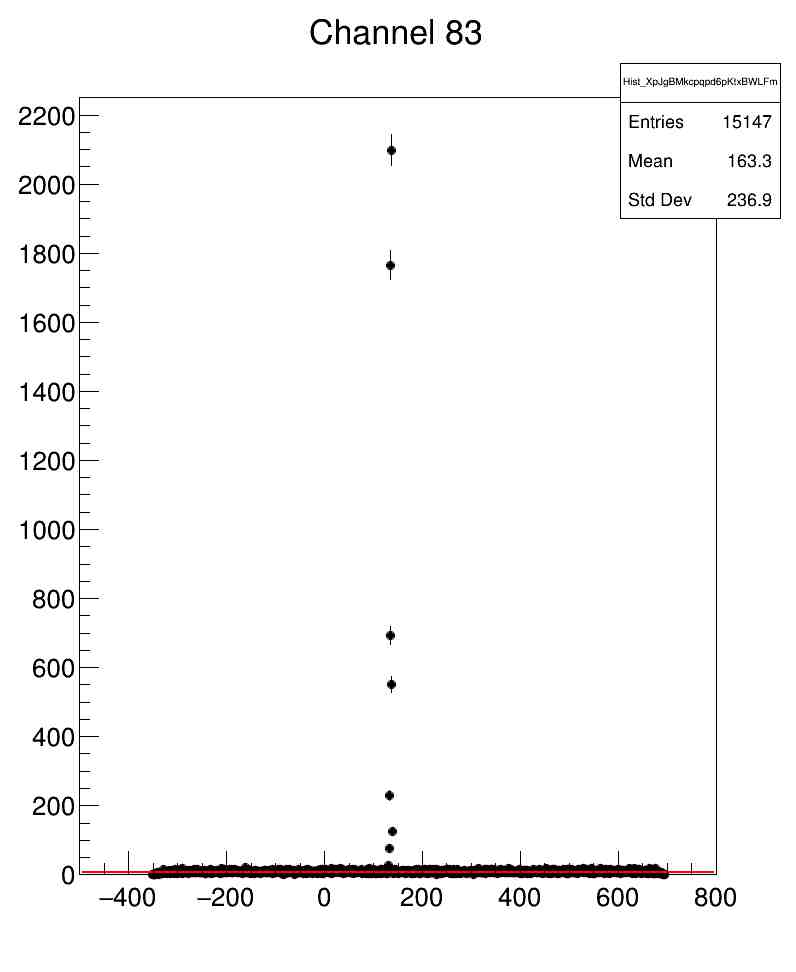 Channel 83
Hist_XpJgBMkcpqpd6pKtxBWLFm
Entries 15147
Mean 163.3
Std Dev 236.9
2200
2000
1800
1600
1400
1200
1000
800
600
400
200
0
−400 −200 0 200 400 600 800